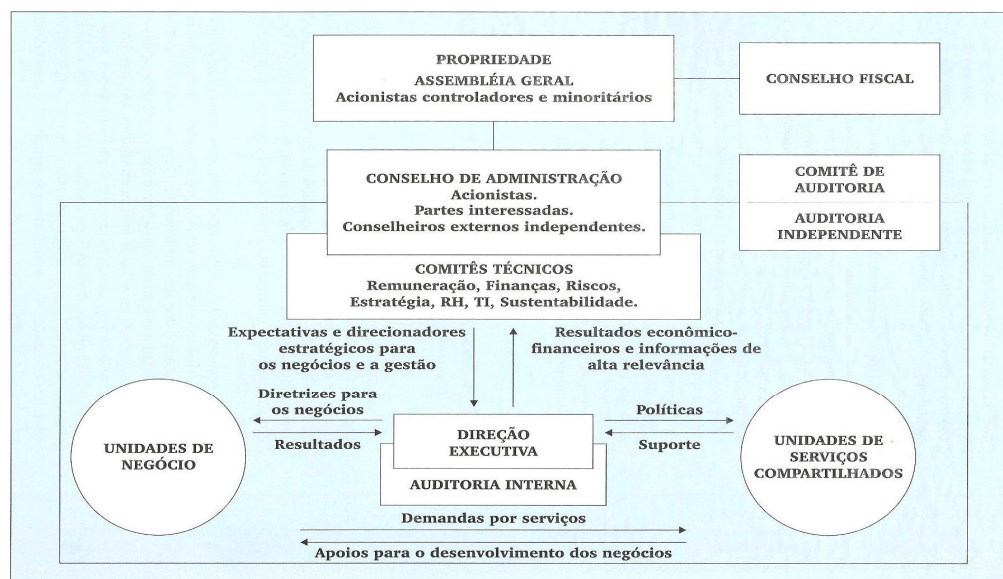 PROPRIEDADE
ASSEMBLÉIA GERAL
Acionistas controladores e minoritários
CONSELHO FISCAL
CONSELHO DE ADMINISTRAÇÃO
Acionistas.
Partes interessadas.
Conselheiros externos independentes.
COMITÊ DE
AUDITORIA
AUDITORIA
INDEPENDENTE
COMITÊS TÉCNICOS
Remuneração, Finanças, Riscos,
Estratégia, RH, TI, Sustentabilidade.
Expectativas e direcionadores
estratégicos para
os negócios e a gestão
Resultados econômico-
financeiros e informações de
alta relevância
UNIDADES DE
NEGÓCIO
Diretrizes para
os negócios
Resultados
DIREÇÃO
EXECUTIVA
AUDITORIA INTERNA
Políticas
Suporte
UNIDADES DE
SERVIÇOS
COMPARTILHADOS
Demandas por serviços
Apoios para o desenvolvimento dos negócios